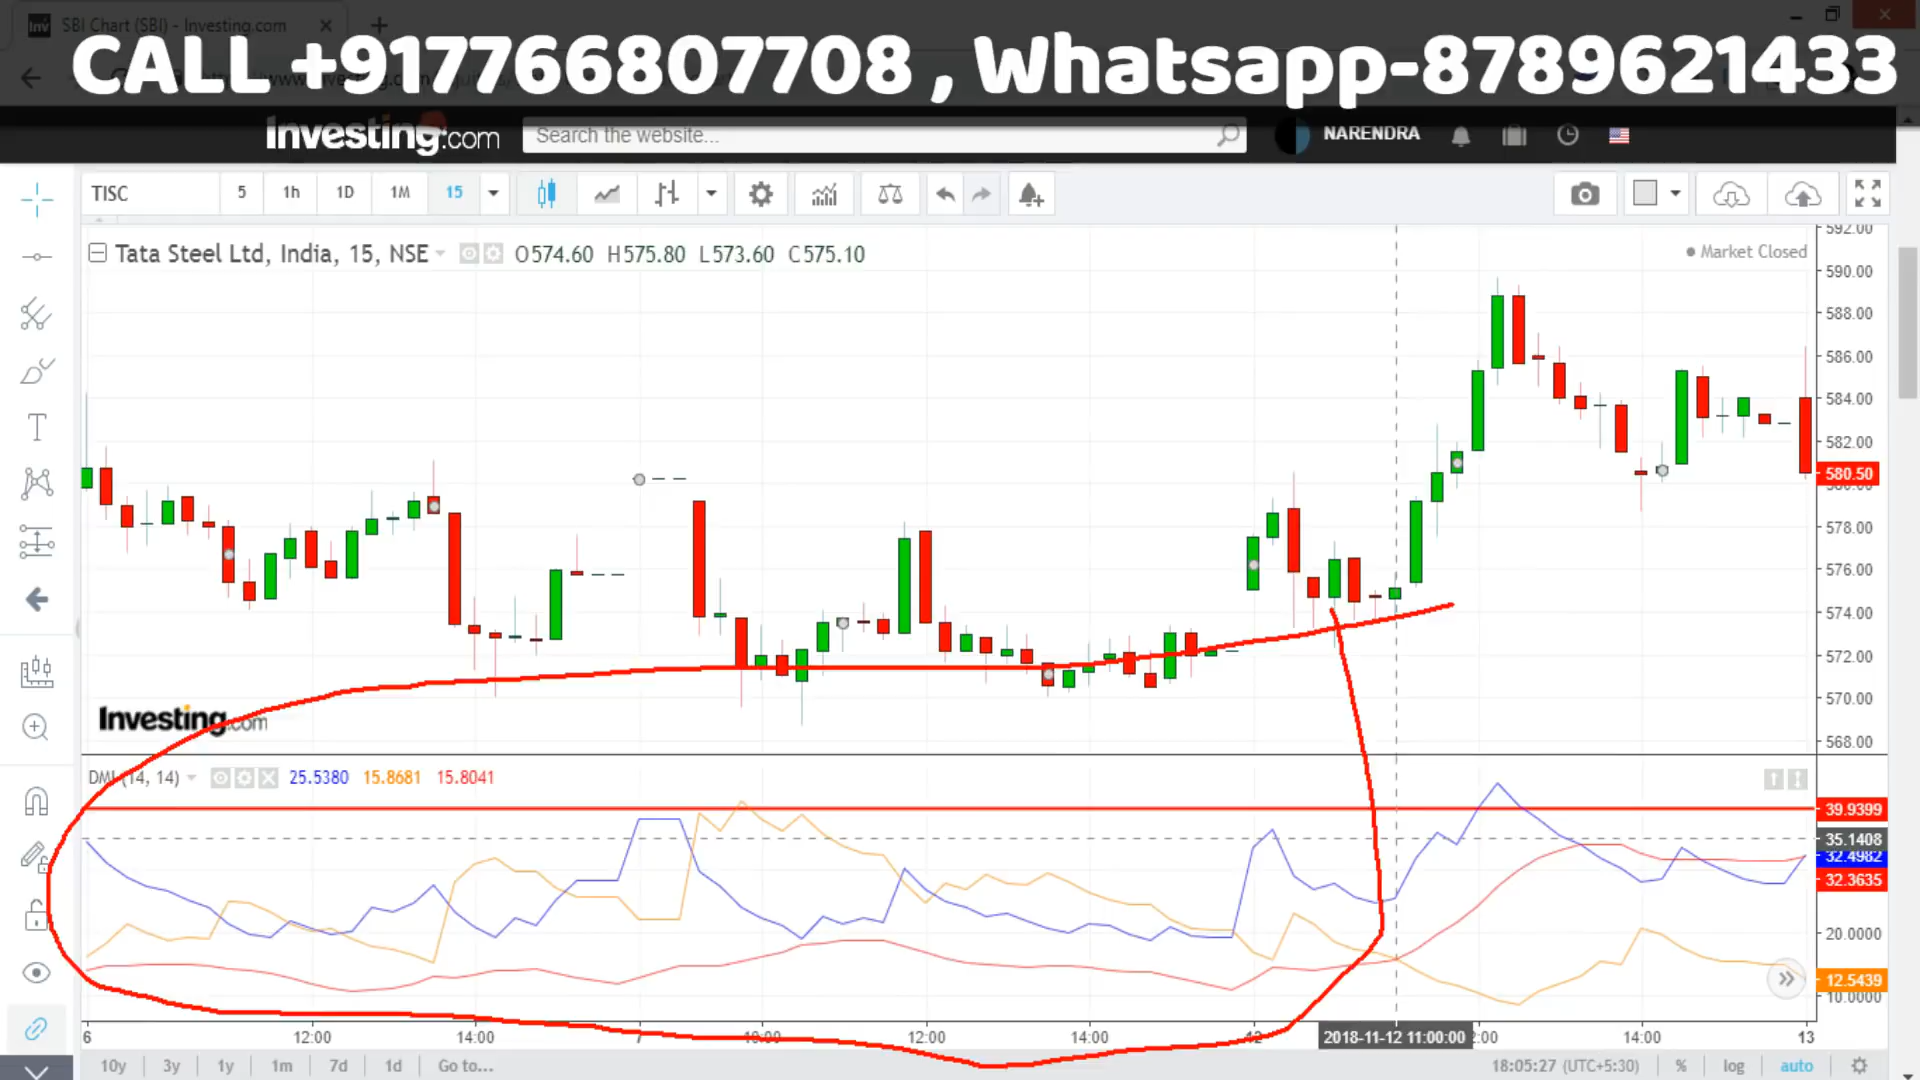 SBI Chart (SBI) - Investing.com
CALL +917766807708 , Whatsapp-8789621433
Investing.com
Search the website...
NARENDRA
TISC
5
1h
1D
1M
15
Tata Steel Ltd, India, 15, NSE
O574.60 H575.80 L573.60 C575.10
Market Closed
592.00
590.00
588.00
586.00
584.00
582.00
580.50
578.00
576.00
574.00
572.00
570.00
568.00
Investing.com
DMI (14, 14)
25.5380
15.8681
15.8041
39.9399
35.1408
32.4982
32.3635
20.0000
12.5439
10.0000
6
12:00
14:00
7
10:00
12:00
14:00
12
2018-11-12 11:00:00
2:00
14:00
13
10y
3y
1y
1m
7d
1d
Go to...
18:05:27 (UTC+5:30)
%
log
auto